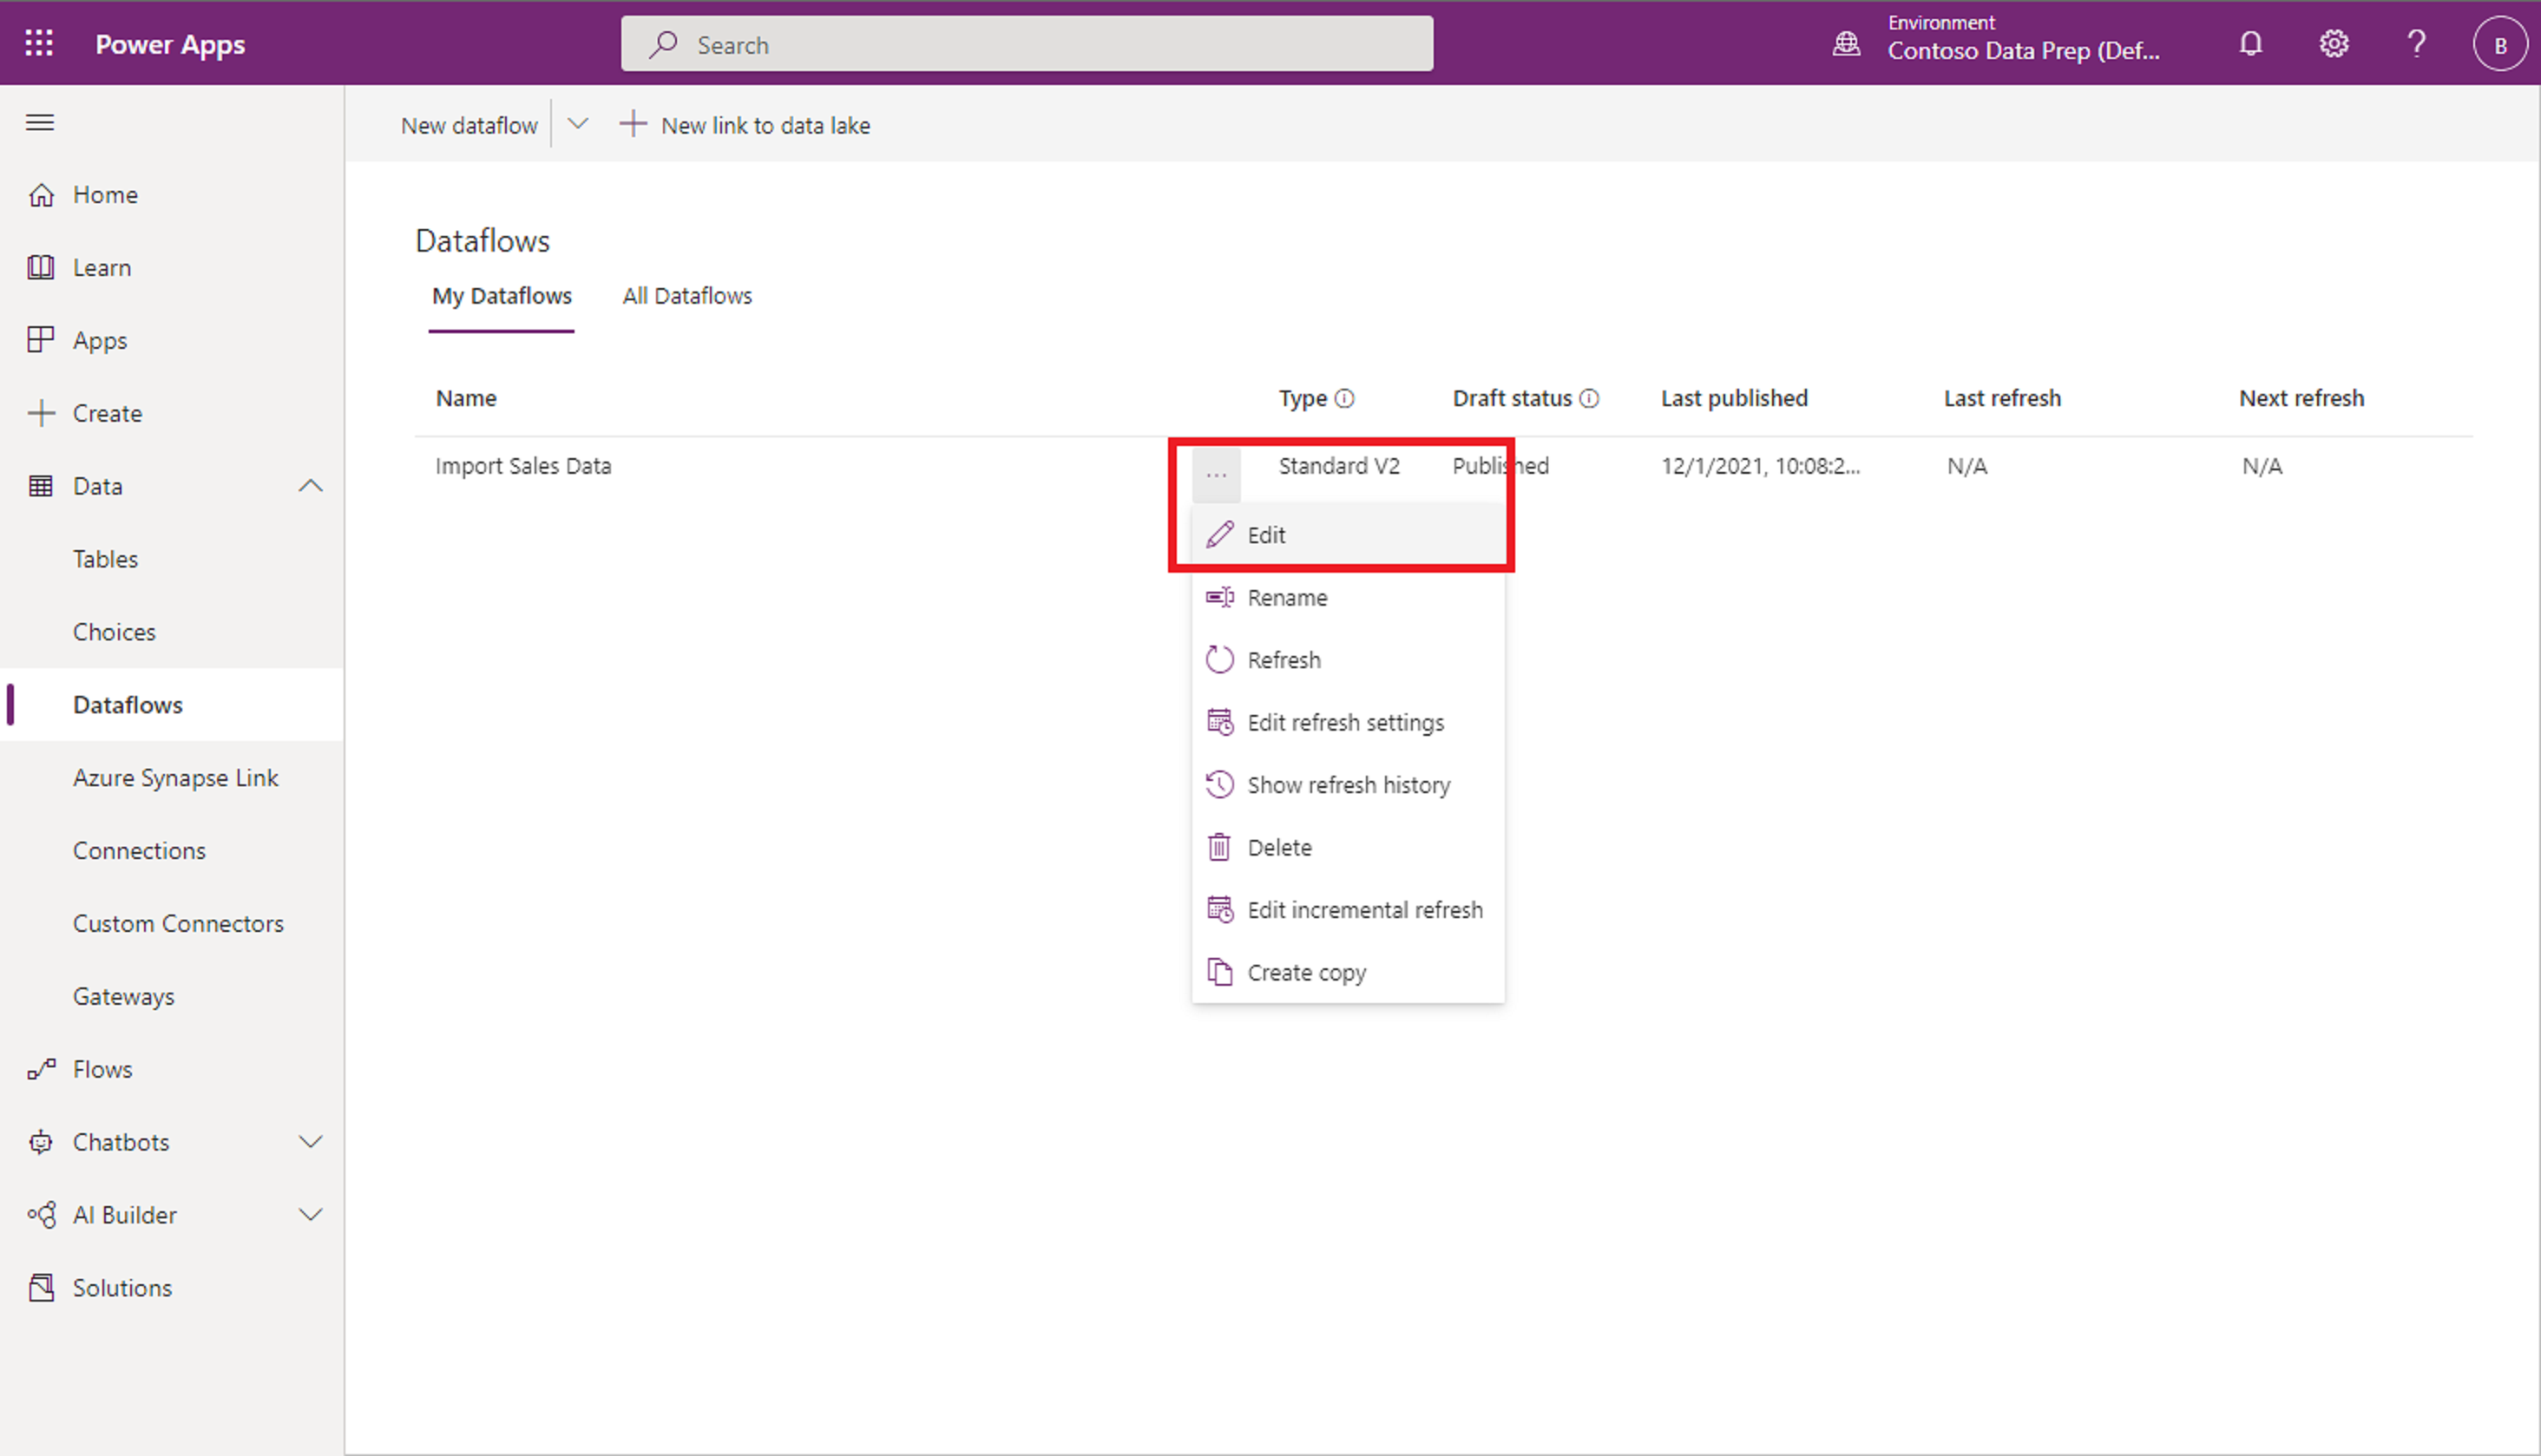 Power Apps
Search
Environment
Contoso Data Prep (Def...
B
New dataflow
New link to data lake
Home
Learn
Apps
Create
Data
Tables
Choices
Dataflows
Azure Synapse Link
Connections
Custom Connectors
Gateways
Flows
Chatbots
AI Builder
Solutions
Dataflows
My Dataflows All Dataflows
Name Type Draft status Last published Last refresh Next refresh
Import Sales Data ... Standard V2 Published 12/1/2021, 10:08:2... N/A N/A
Edit
Rename
Refresh
Edit refresh settings
Show refresh history
Delete
Edit incremental refresh
Create copy